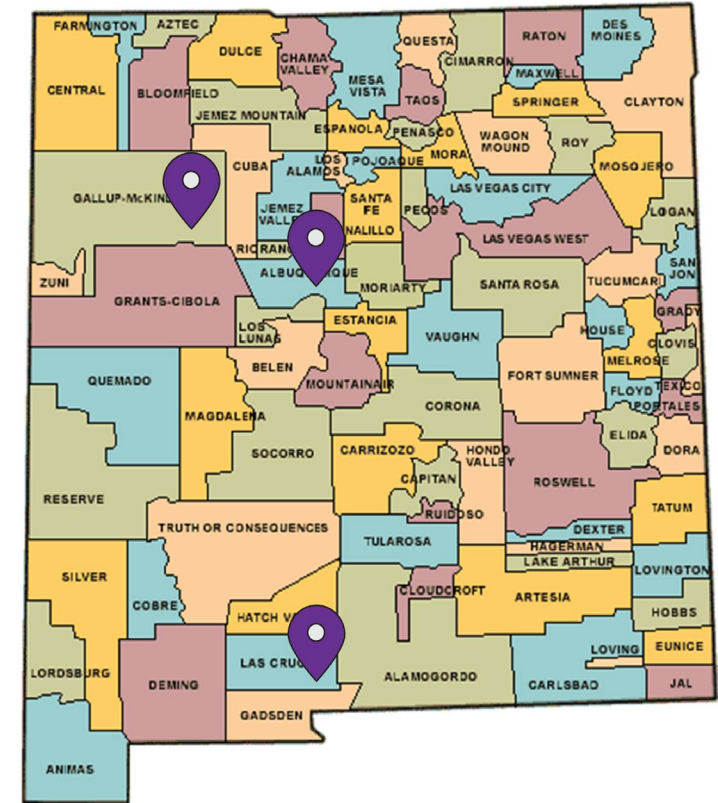 FARMINGTON
AZTEC
DULCE
CHAMA
VALLEY
QUESTA
RATON
DES
MOINES
CENTRAL
BLOOMFIELD
MESA
VISTA
CIMARRON
MAXWELL
TAOS
SPRINGER
CLAYTON
JEMEZ MOUNTAIN
ESPANOLA
PENASCO
WAGON
MOUND
ROY
MORA
MOSQUERO
CUBA
LOS
ALAMOS
POJOAQUE
LAS VEGAS CITY
GALLUP-McKIN
JEMEZ
VALLE
SANTA
FE
PECOS
LOGAN
NALILLO
LAS VEGAS WEST
RIO RANC
ALBUQ RQUE
SAN
JON
ZUNI
MORIARTY
SANTA ROSA
TUCUMCARI
GRANTS-CIBOLA
LOS
LUNAS
ESTANCIA
VAUGHN
HOUSE
GRADY
CLOVIS
BELEN
MELROSE
QUEMADO
MOUNTAINAIR
FORT SUMNER
FLOYD
TEXICO
PORTALES
MAGDALENA
CORONA
ELIDA
DORA
SOCORRO
CARRIZOZO
HONDO
VALLEY
CAPITAN
ROSWELL
RESERVE
TATUM
RUIDOSO
TRUTH OR CONSEQUENCES
TULAROSA
DEXTER
HAGERMAN
LAKE ARTHUR
LOVINGTON
SILVER
COBRE
CLOUDCROFT
ARTESIA
HOBBS
HATCH V
LORDSBURG
LAS CRUC
LOVING
EUNICE
DEMING
ALAMOGORDO
CARLSBAD
JAL
GADSDEN
ANIMAS